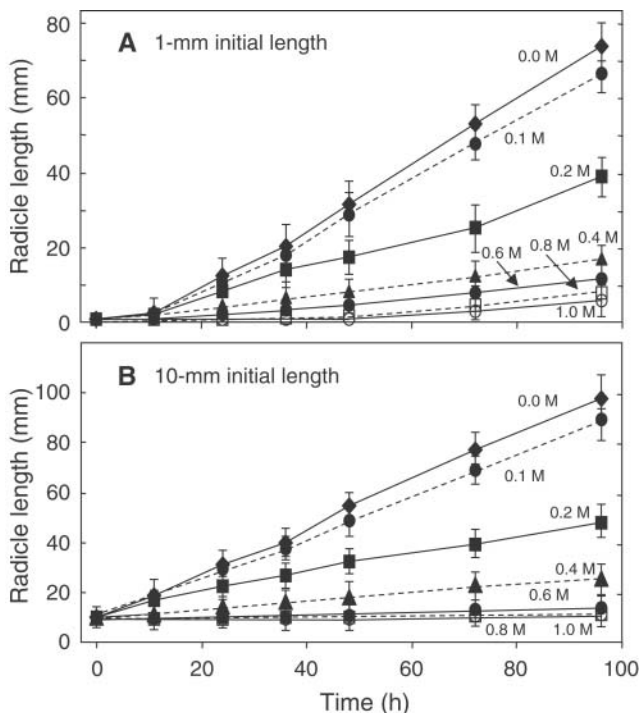 80
A 1-mm initial length
0.0 M
60
0.1 M
40
0.2 M
0.8 M
0.4 M
20
0.6 M
1.0 M
0
Radicle length (mm)
B 10-mm initial length
100
0.0 M
80
0.1 M
60
0.2 M
40
0.4 M
20
0.6 M
0.8 M
1.0 M
0
Radicle length (mm)
0 20 40 60 80 100
Time (h)